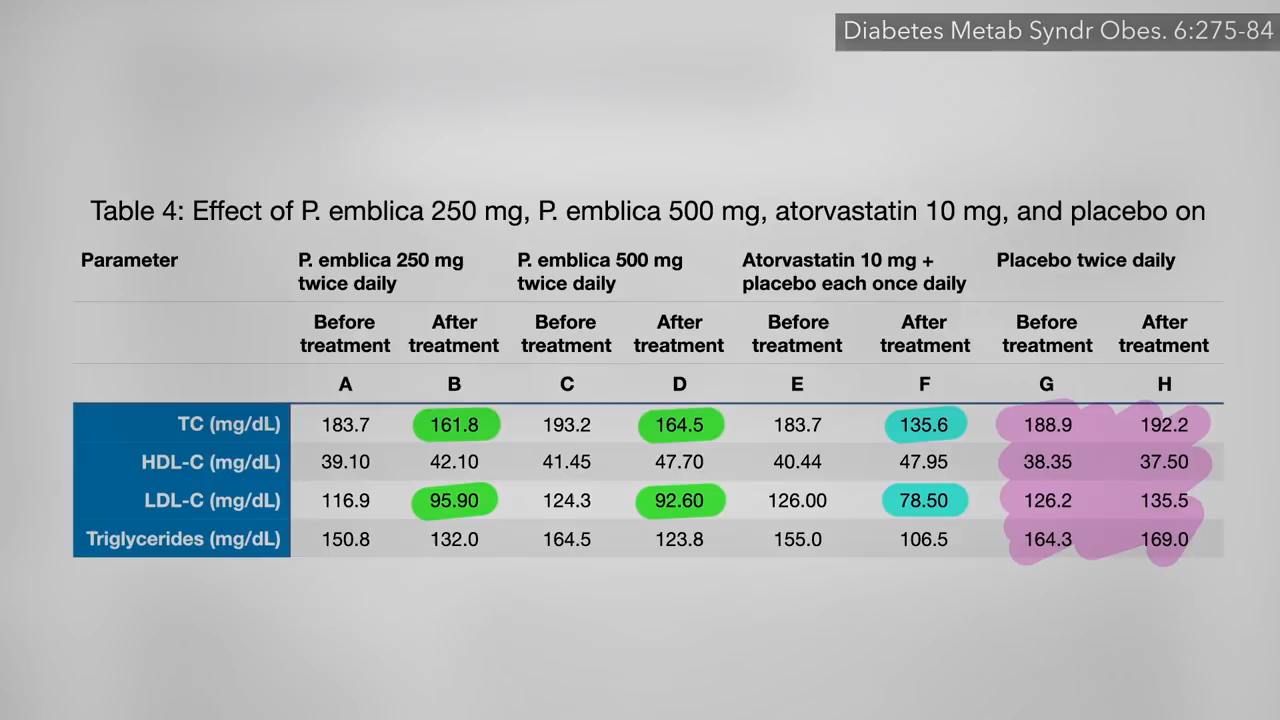 Diabetes Metab Syndr Obes. 6:275-84
Table 4: Effect of P. emblica 250 mg, P. emblica 500 mg, atorvastatin 10 mg, and placebo on
Parameter P. emblica 250 mg twice daily P. emblica 500 mg twice daily Atorvastatin 10 mg + placebo each once daily Placebo twice daily
Before treatment After treatment Before treatment After treatment Before treatment After treatment Before treatment After treatment
A B C D E F G H
TC (mg/dL) 183.7 161.8 193.2 164.5 183.7 135.6 188.9 192.2
HDL-C (mg/dL) 39.10 42.10 41.45 47.70 40.44 47.95 38.35 37.50
LDL-C (mg/dL) 116.9 95.90 124.3 92.60 126.00 78.50 126.2 135.5
Triglycerides (mg/dL) 150.8 132.0 164.5 123.8 155.0 106.5 164.3 169.0